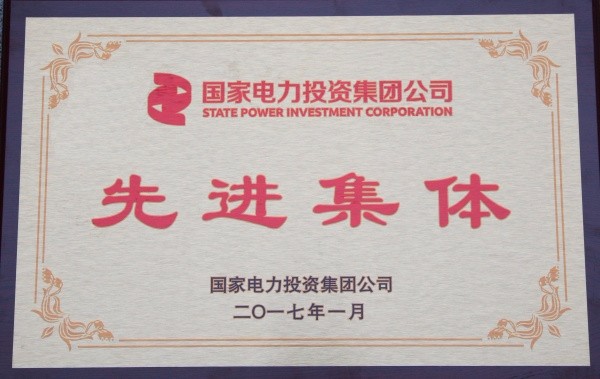 国家电力投资集团公司
STATE POWER INVESTMENT CORPORATION
先进集体
国家电力投资集团公司
二〇一七年一月